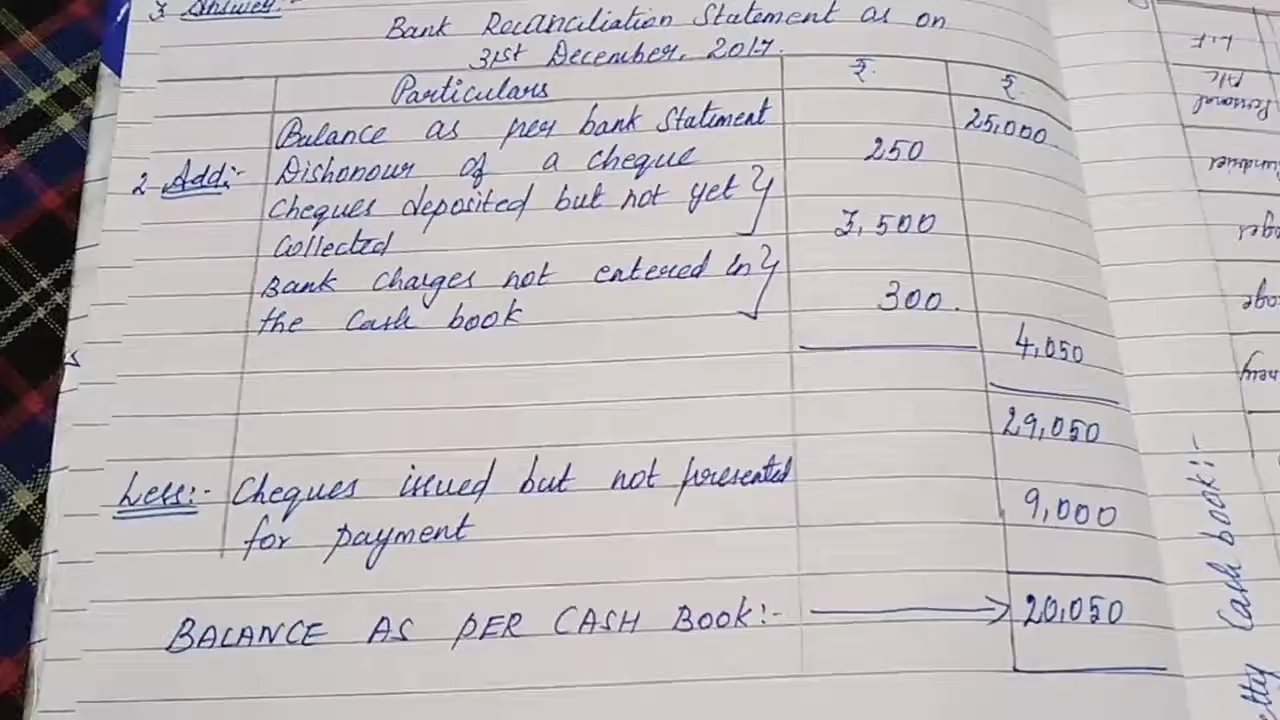 3 Answer:-
Bank Reconciliation Statement as on
31st December, 2017.
Particulars ₹. ₹.
Balance as per bank Statement 25,000
2 Add:- Dishonour of a cheque 250
Cheques deposited but not yet
Collected 3,500
Bank charges not entered in
the Cash book 300.
4,050
29,050
Less:- Cheques issued but not presented
for payment 9,000
BALANCE AS PER CASH BOOK:- 20,050
L.F
A/c
Personal
Cash book:-